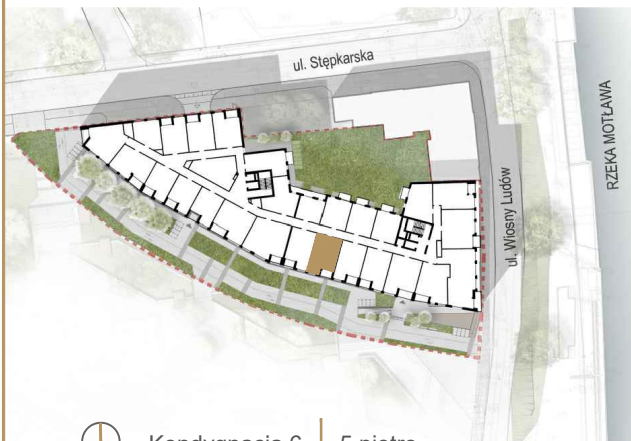 ul. Stępkarska
RZEKA MOTŁAWA
ul. Wiosny Ludów
Kondygnacja 6 | 5 piętro